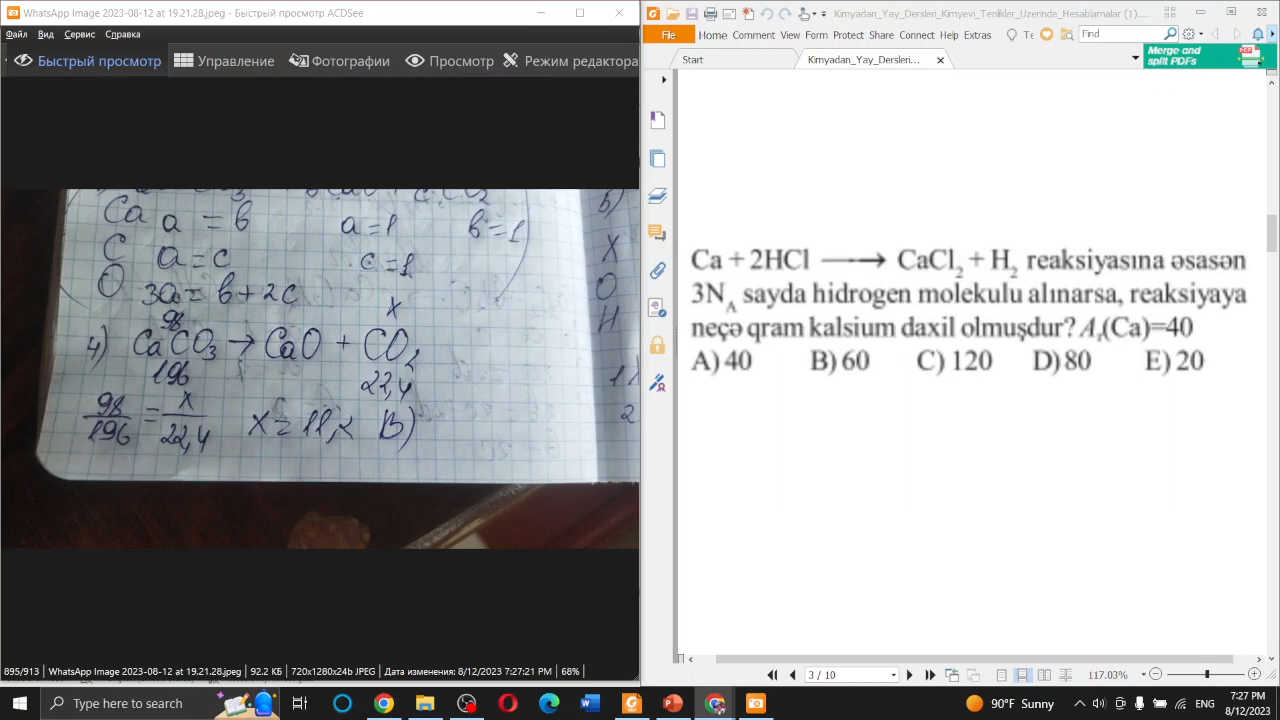 WhatsApp Image 2023-08-12 at 19.21.28.jpeg - Быстрый просмотр ACDSee
Файл Вид Сервис Справка
Быстрый просмотр Управление Фотографии Просмотр Режим редактора
Ca a = b a=1 b=1
C a=c c=1
O 3a=b+2c
98 x
4) CaCO3 → CaO + CO2
196 22,4
98/196 = x/22,4 x=11,2 B)
b)
X
O
H
2
895/913 WhatsApp Image 2023-08-12 at 19.21.28.jpeg 92.2 КБ 720x1280x24b JPEG Дата изменения: 8/12/2023 7:27:21 PM 68%
Kimyadan_Yay_Dersleri_Kimyevi_Tenikler_Uzerinde_Hesablamalar (1)....
File Home Comment View Form Protect Share Connect Help Extras Te Find
Start Kimyadan_Yay_Dersleri... Merge and split PDFs
Ca + 2HCl ⟶ CaCl₂ + H₂ reaksiyasına əsasən
3N_A sayda hidrogen molekulu alınarsa, reaksiyaya
neçə qram kalsium daxil olmuşdur? A_r(Ca)=40
A) 40 B) 60 C) 120 D) 80 E) 20
3 / 10 117.03%
Type here to search 90°F Sunny ENG 7:27 PM
8/12/2023